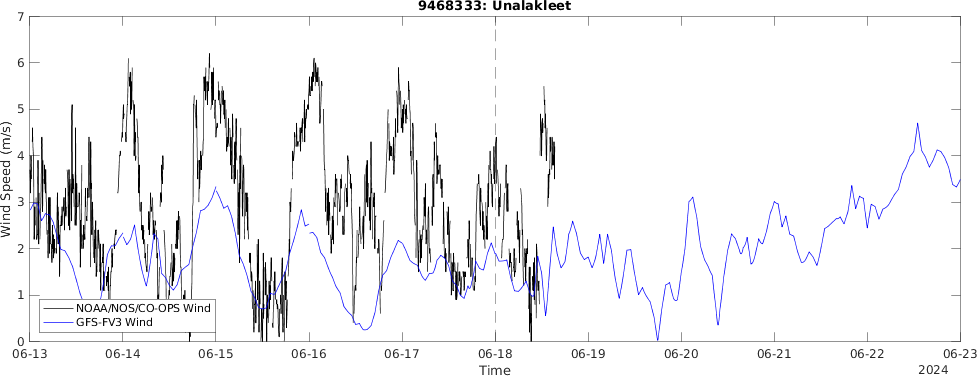 9468333: Unalakleet
Wind Speed (m/s)
7
6
5
4
3
2
1
0
NOAA/NOS/CO-OPS Wind
GFS-FV3 Wind
06-13 06-14 06-15 06-16 06-17 06-18 06-19 06-20 06-21 06-22 06-23
Time
2024